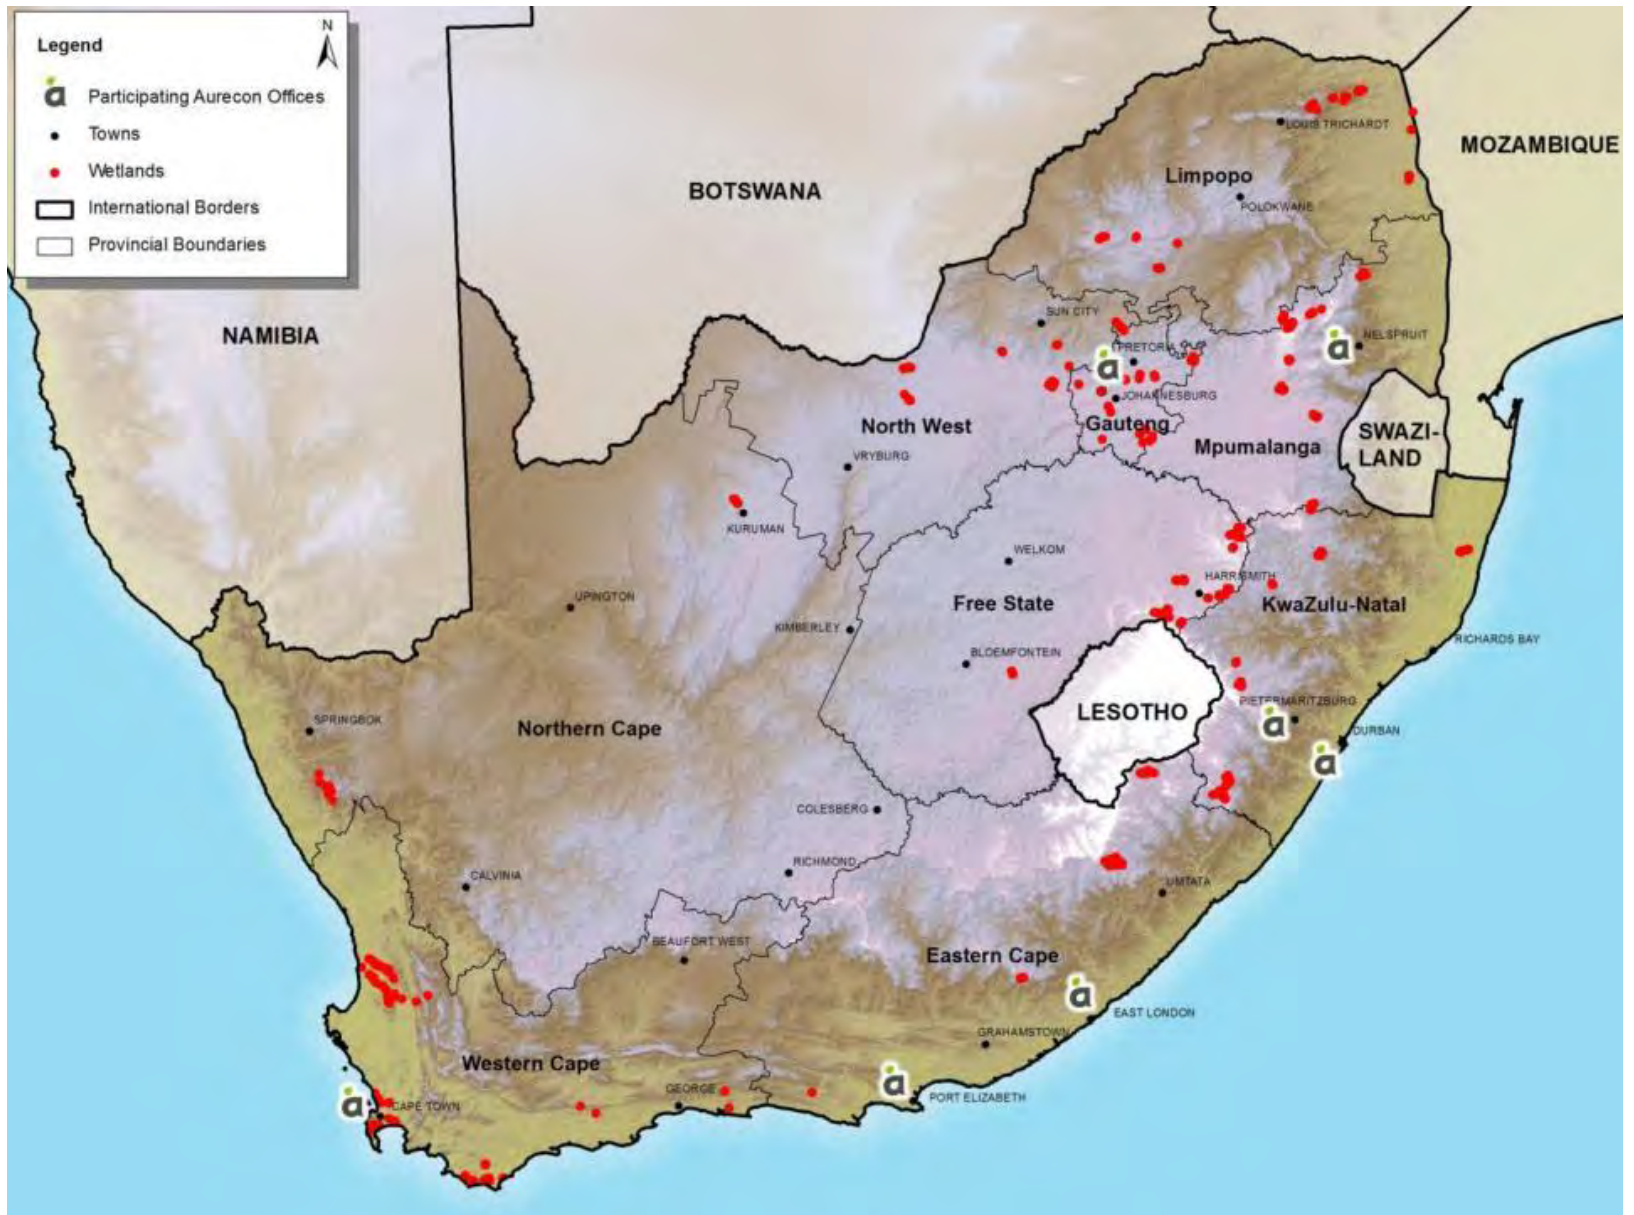 Legend
N
a Participating Aurecon Offices
Towns
Wetlands
International Borders
Provincial Boundaries
BOTSWANA
MOZAMBIQUE
NAMIBIA
LOUIS TRICHARDT
Limpopo
POLOKWANE
SUN CITY
PRETORIA
a
a
NELSPRUIT
JOHANNESBURG
North West
Gauteng
Mpumalanga
SWAZI-
LAND
VRYBURG
KURUMAN
WELKOM
HARRISMITH
UPINGTON
Free State
KwaZulu-Natal
KIMBERLEY
RICHARDS BAY
BLOEMFONTEIN
PIETERMARITZBURG
SPRINGBOK
LESOTHO
Northern Cape
a
DURBAN
a
COLESBERG
RICHMOND
CALVINIA
UMTATA
BEAUFORT WEST
Eastern Cape
a
EAST LONDON
GRAHAMSTOWN
Western Cape
GEORGE
a
PORT ELIZABETH
a
CAPE TOWN